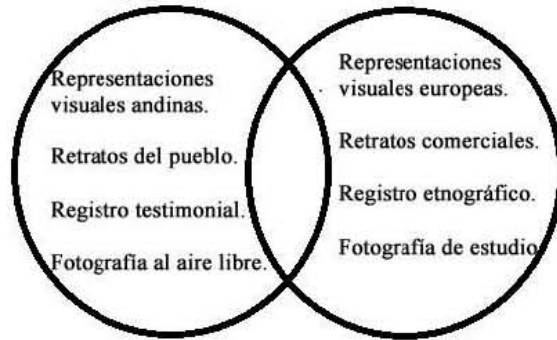 Representaciones
visuales andinas.
Retratos del pueblo.
Registro testimonial.
Fotografía al aire libre.
Representaciones
visuales europeas.
Retratos comerciales.
Registro etnográfico.
Fotografía de estudio